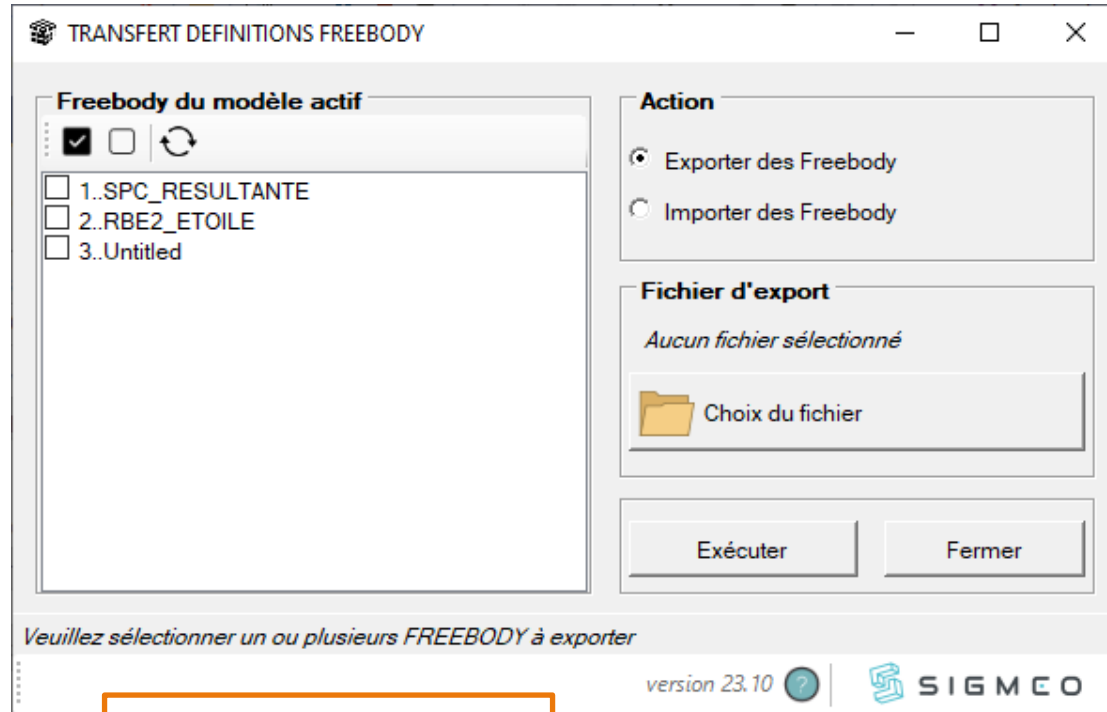 TRANSFERT DEFINITIONS FREEBODY
Freebody du modèle actif
1..SPC_RESULTANTE
2..RBE2_ETOILE
3..Untitled
Action
Exporter des Freebody
Importer des Freebody
Fichier d'export
Aucun fichier sélectionné
Choix du fichier
Exécuter
Fermer
Veuillez sélectionner un ou plusieurs FREEBODY à exporter
version 23.10 ?
SIGMEO